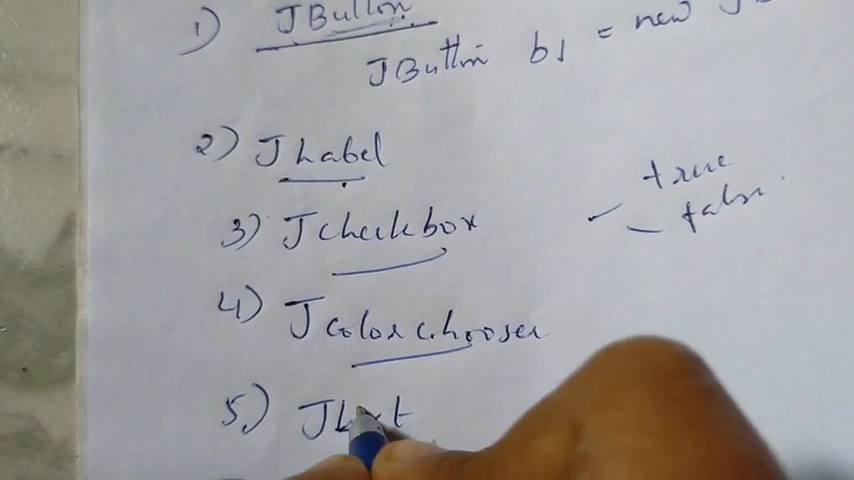 1) JButton
JButton b1 = new J
2) JLabel
3) Jcheckbox
true
false
4) Jcolorchooser
5) JList